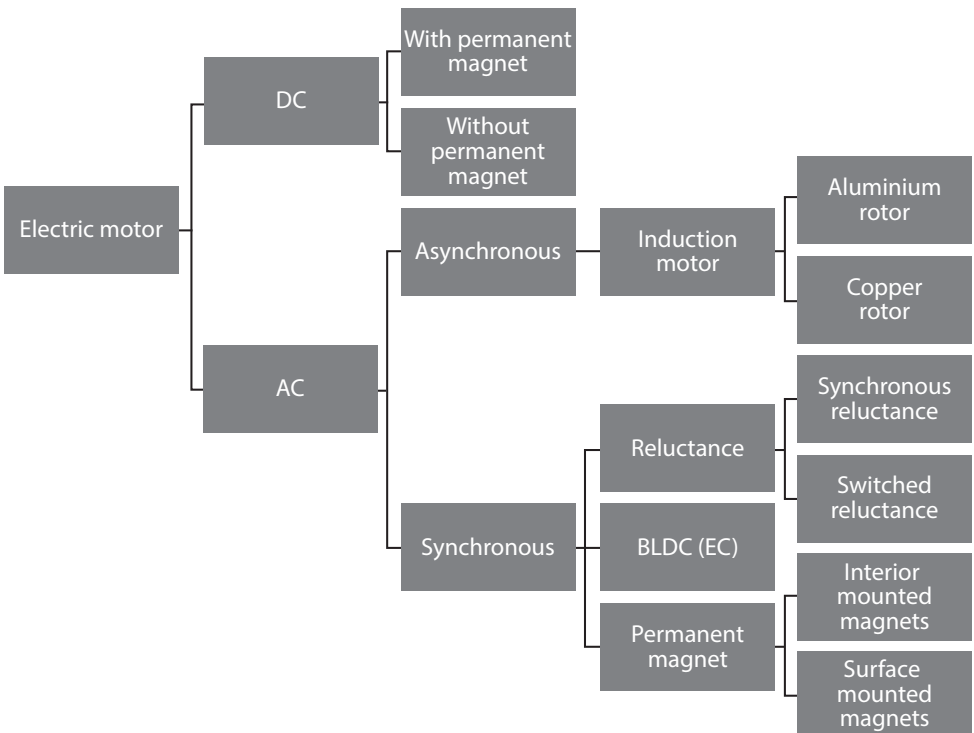 With permanent
magnet
DC
Without
permanent
magnet
Electric motor
Asynchronous
Induction
motor
Aluminium
rotor
Copper
rotor
AC
Synchronous
Reluctance
Synchronous
reluctance
Switched
reluctance
BLDC (EC)
Permanent
magnet
Interior
mounted
magnets
Surface
mounted
magnets